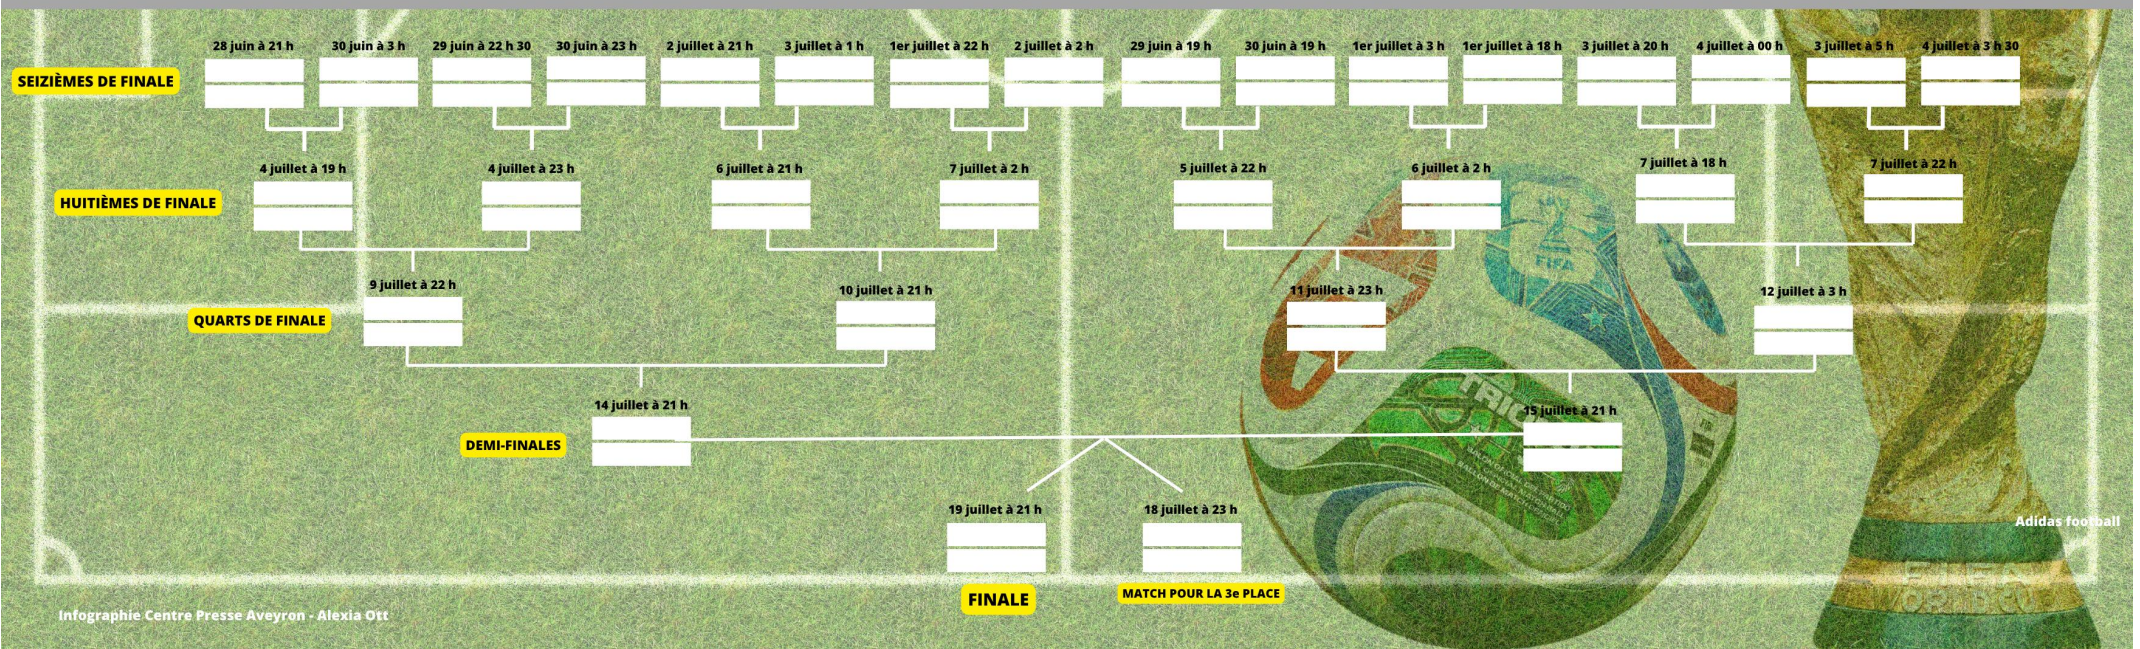 28 juin à 21 h
30 juin à 3 h
29 juin à 22 h 30
30 juin à 23 h
2 juillet à 21 h
3 juillet à 1 h
1er juillet à 22 h
2 juillet à 2 h
29 juin à 19 h
30 juin à 19 h
1er juillet à 3 h
1er juillet à 18 h
3 juillet à 20 h
4 juillet à 00 h
3 juillet à 5 h
4 juillet à 3 h 30
SEIZIÈMES DE FINALE
4 juillet à 19 h
4 juillet à 23 h
6 juillet à 21 h
7 juillet à 2 h
5 juillet à 22 h
6 juillet à 2 h
7 juillet à 18 h
7 juillet à 22 h
HUITIÈMES DE FINALE
FIFA
9 juillet à 22 h
10 juillet à 21 h
11 juillet à 23 h
12 juillet à 3 h
QUARTS DE FINALE
14 juillet à 21 h
15 juillet à 21 h
DEMI-FINALES
19 juillet à 21 h
18 juillet à 23 h
Adidas football
FINALE
MATCH POUR LA 3e PLACE
Infographie Centre Presse Aveyron - Alexia Ott
FIFA